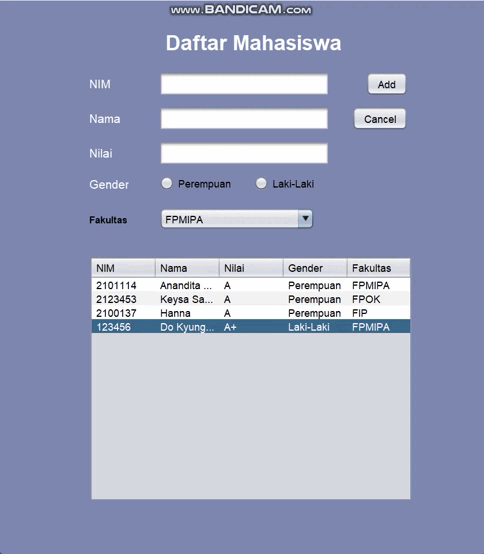 www.BANDICAM.com
Daftar Mahasiswa
NIM
Add
Nama
Cancel
Nilai
Gender Perempuan Laki-Laki
Fakultas FPMIPA
NIM Nama Nilai Gender Fakultas
2101114 Anandita ... A Perempuan FPMIPA
2123453 Keysa Sa... A Perempuan FPOK
2100137 Hanna A Perempuan FIP
123456 Do Kyung... A+ Laki-Laki FPMIPA